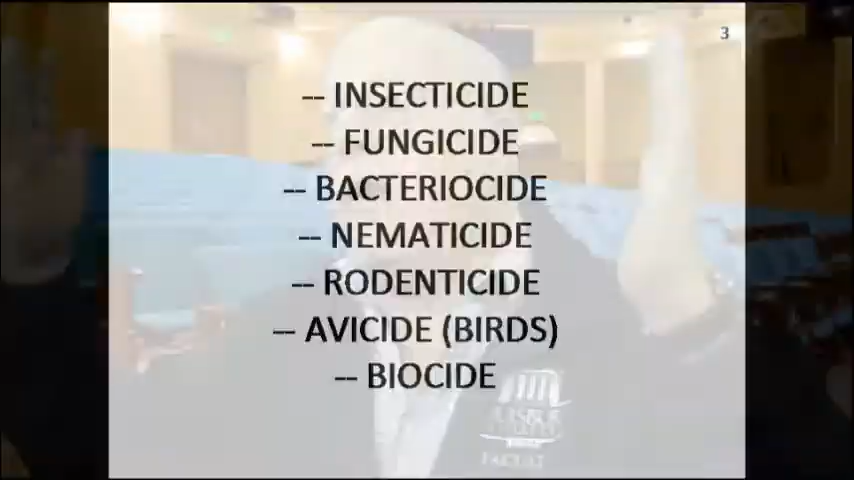 3
-- INSECTICIDE
-- FUNGICIDE
-- BACTERIOCIDE
-- NEMATICIDE
-- RODENTICIDE
-- AVICIDE (BIRDS)
-- BIOCIDE